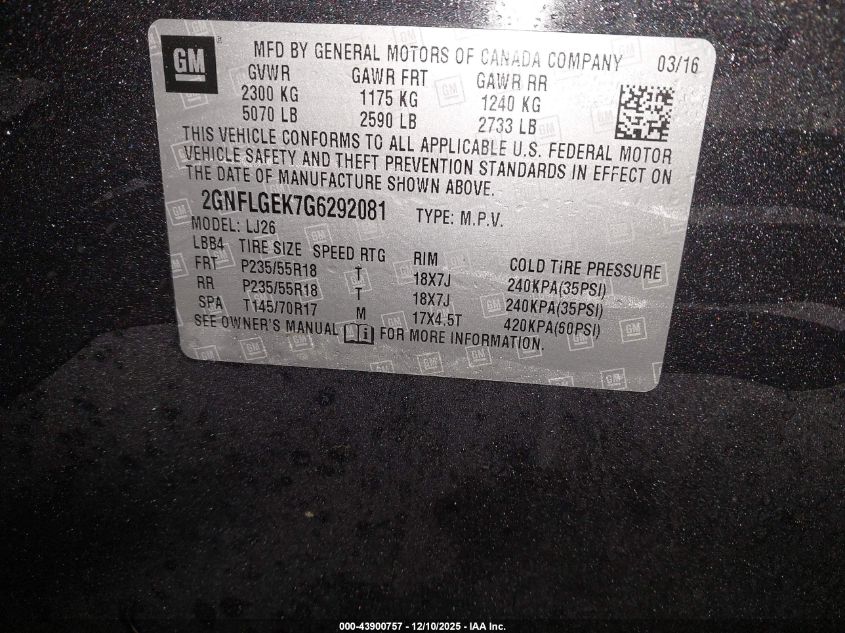 GM
MFD BY GENERAL MOTORS OF CANADA COMPANY 03/16
GVWR GAWR FRT GAWR RR
2300 KG 1175 KG 1240 KG
5070 LB 2590 LB 2733 LB
THIS VEHICLE CONFORMS TO ALL APPLICABLE U.S. FEDERAL MOTOR
VEHICLE SAFETY AND THEFT PREVENTION STANDARDS IN EFFECT ON
THE DATE OF MANUFACTURE SHOWN ABOVE.
2GNFLGEK7G6292081 TYPE: M.P.V.
MODEL: LJ26
LBB4 TIRE SIZE SPEED RTG RIM COLD TIRE PRESSURE
FRT P235/55R18 T 18X7J 240KPA(35PSI)
RR P235/55R18 T 18X7J 240KPA(35PSI)
SPA T145/70R17 M 17X4.5T 420KPA(60PSI)
SEE OWNER'S MANUAL FOR MORE INFORMATION.
000-43900757 - 12/10/2025 - IAA Inc.